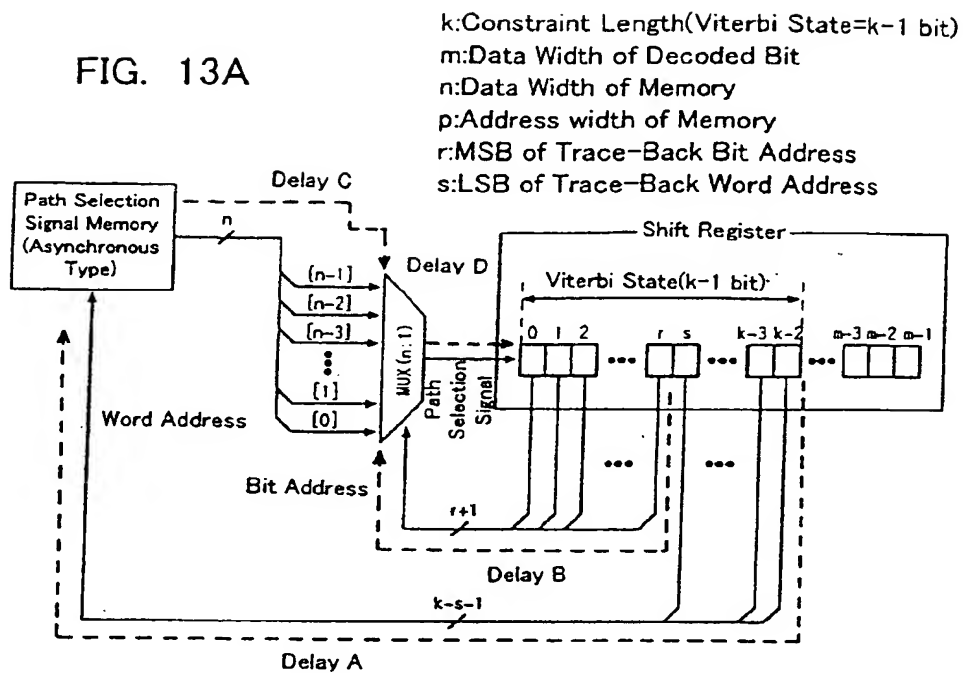 FIG. 13A
k:Constraint Length(Viterbi State=k-1 bit)
m:Data Width of Decoded Bit
n:Data Width of Memory
p:Address width of Memory
r:MSB of Trace-Back Bit Address
s:LSB of Trace-Back Word Address
Path Selection
Signal Memory
(Asynchronous
Type)
Delay C
n
[n-1]
[n-2]
[n-3]
[1]
[0]
MUX(n:1)
Delay D
Path
Selection
Signal
Shift Register
Viterbi State(k-1 bit)
0 1 2 r s k-3 k-2 m-3 m-2 m-1
Word Address
Bit Address
r+1
Delay B
k-s-1
Delay A